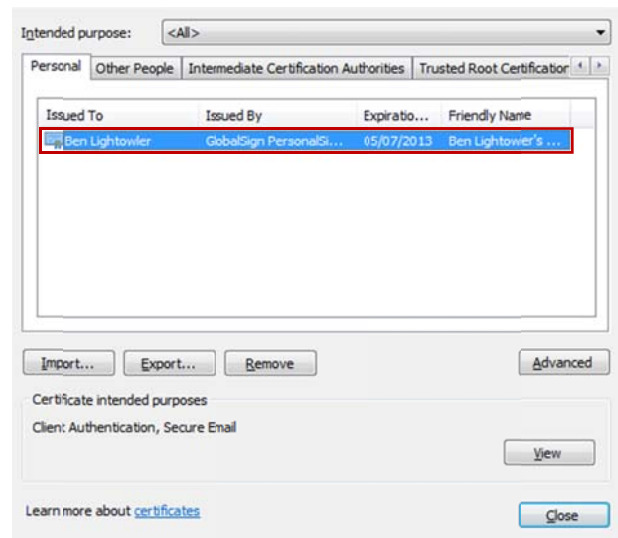 Intended purpose: <All>
Personal Other People Intermediate Certification Authorities Trusted Root Certification
Issued To Issued By Expiratio... Friendly Name
Ben Lightowler GlobalSign PersonalSi... 05/07/2013 Ben Lightower's ...
Import... Export... Remove Advanced
Certificate intended purposes
Client: Authentication, Secure Email
View
Learn more about certificates
Close